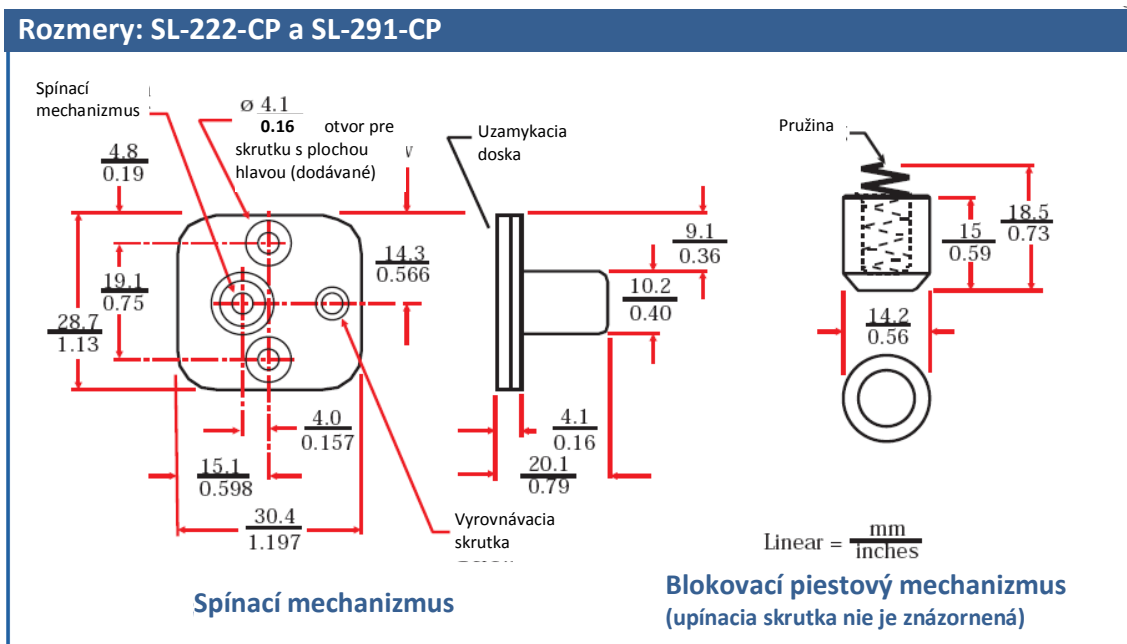 Rozmery: SL-222-CP a SL-291-CP
Spínací
mechanizmus
ø 4.1
0.16 otvor pre
skrutku s plochou
hlavou (dodávané)
Uzamykacia
doska
Pružina
4.8
0.19
19.1
0.75
28.7
1.13
14.3
0.566
9.1
0.36
10.2
0.40
15
0.59
18.5
0.73
14.2
0.56
4.0
0.157
15.1
0.598
30.4
1.197
4.1
0.16
20.1
0.79
Vyrovnávacia
skrutka
Linear = mm
inches
Spínací mechanizmus
Blokovací piestový mechanizmus
(upínacia skrutka nie je znázornená)